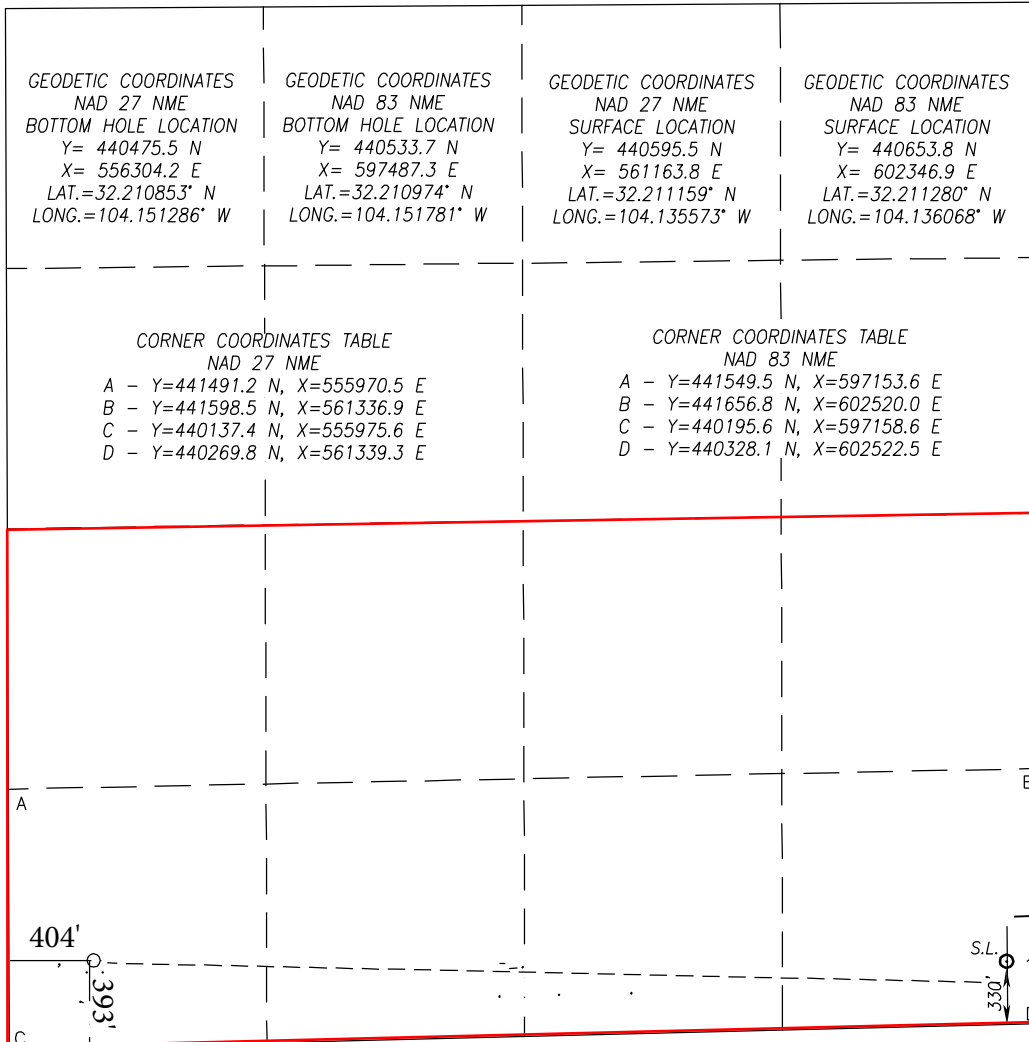 GEODETIC COORDINATES
NAD 27 NME
BOTTOM HOLE LOCATION
Y= 440475.5 N
X= 556304.2 E
LAT.=32.210853° N
LONG.=104.151286° W
GEODETIC COORDINATES
NAD 83 NME
BOTTOM HOLE LOCATION
Y= 440533.7 N
X= 597487.3 E
LAT.=32.210974° N
LONG.=104.151781° W
GEODETIC COORDINATES
NAD 27 NME
SURFACE LOCATION
Y= 440595.5 N
X= 561163.8 E
LAT.=32.211159° N
LONG.=104.135573° W
GEODETIC COORDINATES
NAD 83 NME
SURFACE LOCATION
Y= 440653.8 N
X= 602346.9 E
LAT.=32.211280° N
LONG.=104.136068° W
CORNER COORDINATES TABLE
NAD 27 NME
A - Y=441491.2 N, X=555970.5 E
B - Y=441598.5 N, X=561336.9 E
C - Y=440137.4 N, X=555975.6 E
D - Y=440269.8 N, X=561339.3 E
CORNER COORDINATES TABLE
NAD 83 NME
A - Y=441549.5 N, X=597153.6 E
B - Y=441656.8 N, X=602520.0 E
C - Y=440195.6 N, X=597158.6 E
D - Y=440328.1 N, X=602522.5 E
A
404'
393'
S.L.
330'
C